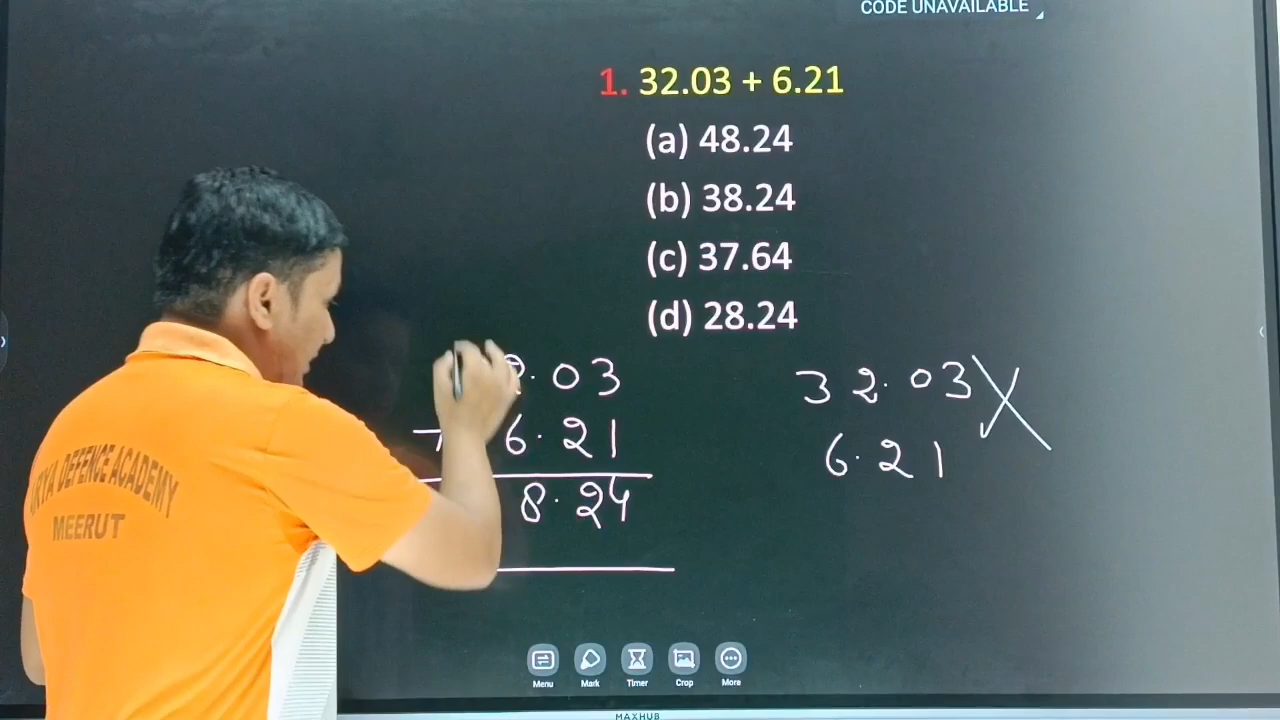 CODE UNAVAILABLE
1. 32.03 + 6.21
(a) 48.24
(b) 38.24
(c) 37.64
(d) 28.24
2.03
+ 6.21
8.24
32.03
6.21
DEFENCE ACADEMY
MEERUT
Menu Mark Timer Crop More
MAXHUB